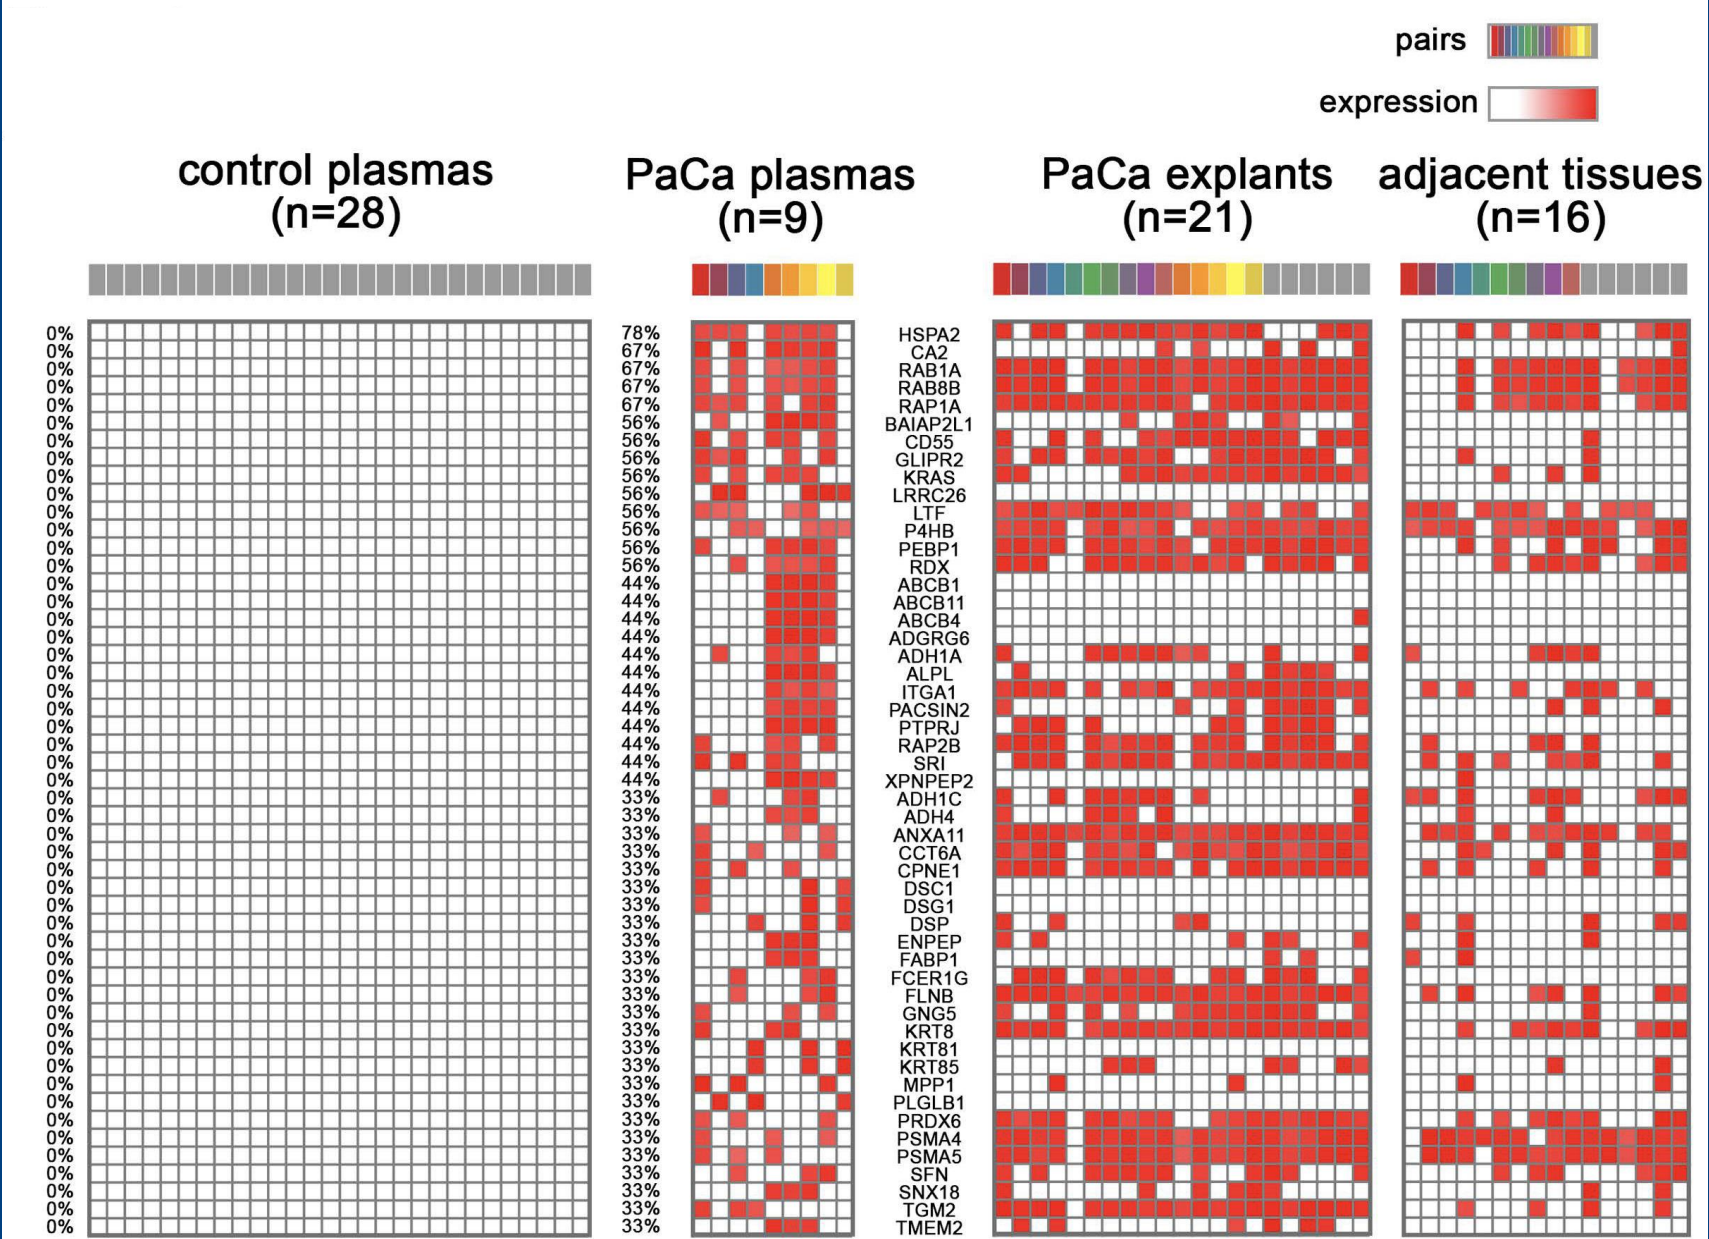 pairs
expression
control plasmas
(n=28)
PaCa plasmas
(n=9)
PaCa explants
(n=21)
adjacent tissues
(n=16)
0% 78% HSPA2
0% 67% CA2
0% 67% RAB1A
0% 67% RAB8B
0% 67% RAP1A
0% 56% BAIAP2L1
0% 56% CD55
0% 56% GLIPR2
0% 56% KRAS
0% 56% LRRC26
0% 56% LTF
0% 56% P4HB
0% 56% PEBP1
0% 56% RDX
0% 44% ABCB1
0% 44% ABCB11
0% 44% ABCB4
0% 44% ADGRG6
0% 44% ADH1A
0% 44% ALPL
0% 44% ITGA1
0% 44% PACSIN2
0% 44% PTPRJ
0% 44% RAP2B
0% 44% SRI
0% 44% XPNPEP2
0% 33% ADH1C
0% 33% ADH4
0% 33% ANXA11
0% 33% CCT6A
0% 33% CPNE1
0% 33% DSC1
0% 33% DSG1
0% 33% DSP
0% 33% ENPEP
0% 33% FABP1
0% 33% FCER1G
0% 33% FLNB
0% 33% GNG5
0% 33% KRT8
0% 33% KRT81
0% 33% KRT85
0% 33% MPP1
0% 33% PLGLB1
0% 33% PRDX6
0% 33% PSMA4
0% 33% PSMA5
0% 33% SFN
0% 33% SNX18
0% 33% TGM2
0% 33% TMEM2